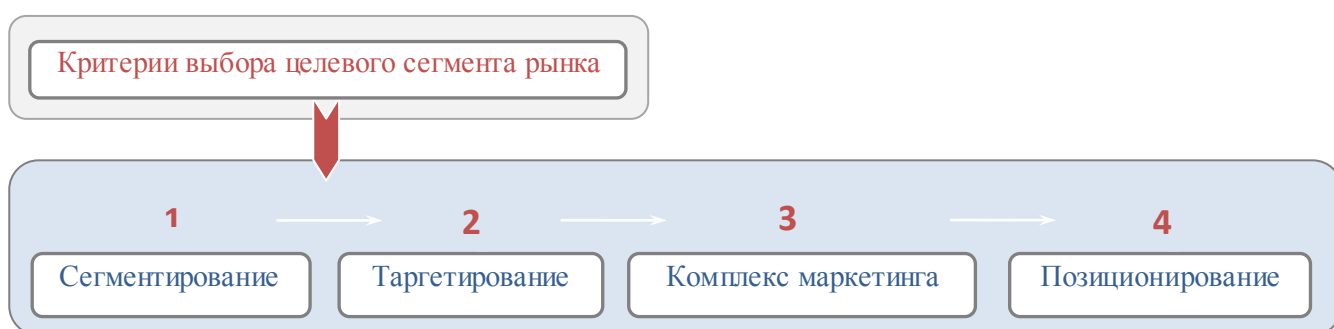 Критерии выбора целевого сегмента рынка
1 2 3 4
Сегментирование Таргетирование Комплекс маркетинга Позиционирование